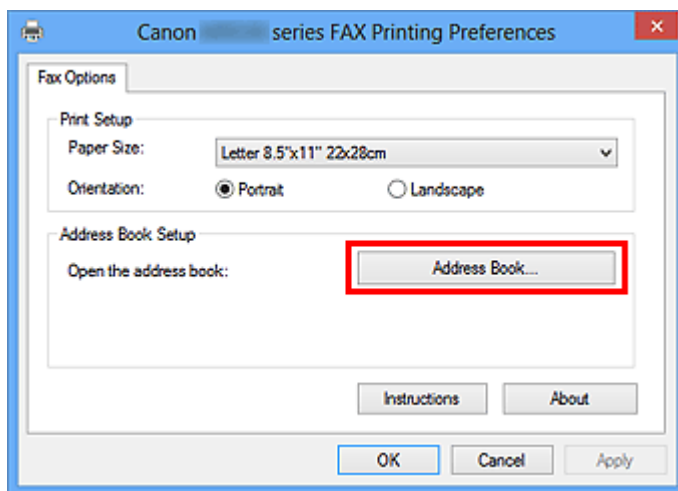 Canon series FAX Printing Preferences
Fax Options
Print Setup
Paper Size: Letter 8.5"x11" 22x28cm
Orientation: Portrait Landscape
Address Book Setup
Open the address book: Address Book...
Instructions About
OK Cancel Apply